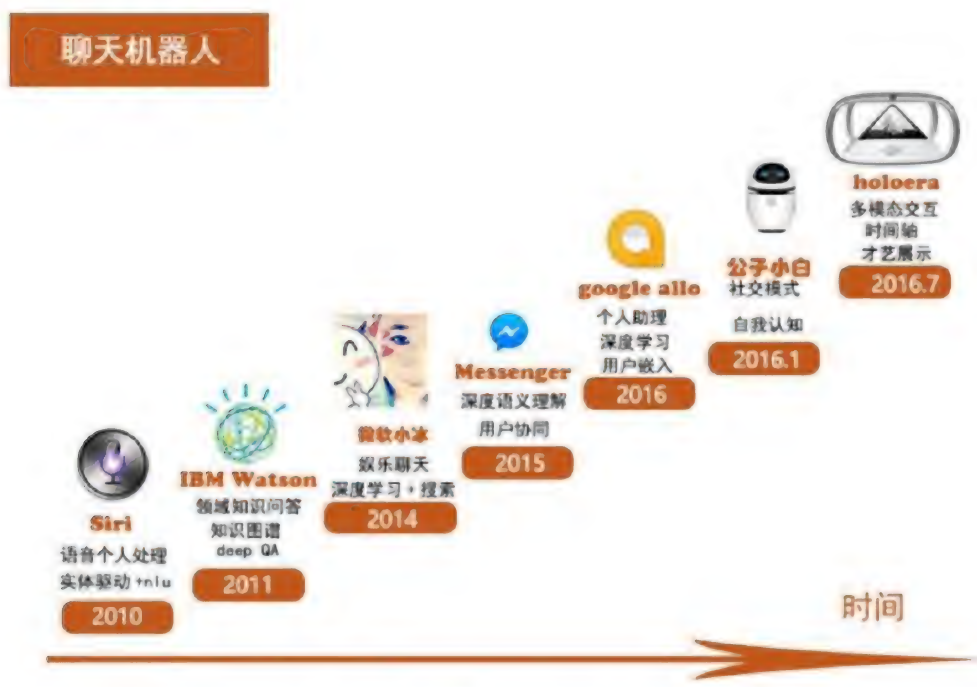 聊天机器人
Siri
语音个人处理
实体驱动+nlu
2010
IBM Watson
领域知识问答
知识图谱
deep QA
2011
微软小冰
娱乐聊天
深度学习+搜索
2014
Messenger
深度语义理解
用户协同
2015
google allo
个人助理
深度学习
用户嵌入
2016
公子小白
社交模式
自我认知
2016.1
holoera
多模态交互
时间轴
才艺展示
2016.7
时间